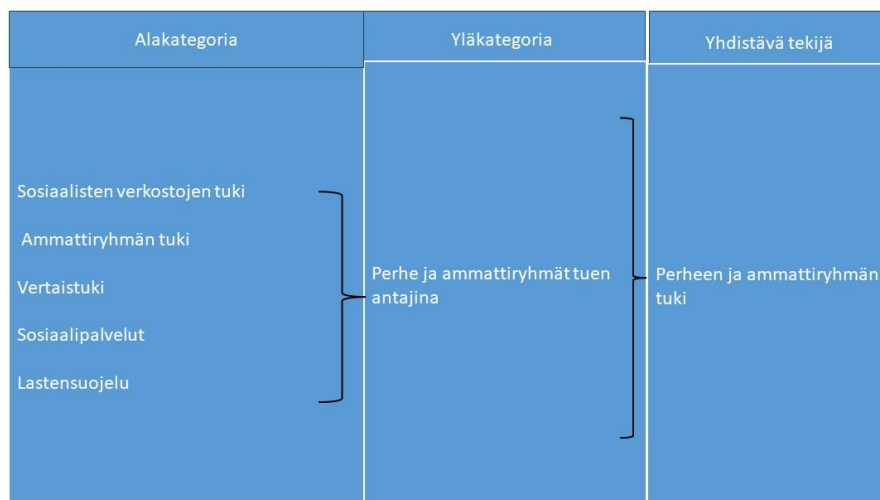 Alakategoria
Yläkategoria
Yhdistävä tekijä
Sosiaalisten verkostojen tuki
Ammattiryhmän tuki
Vertaistuki
Sosiaalipalvelut
Lastensuojelu
Perhe ja ammattiryhmät tuen
antajina
Perheen ja ammattiryhmän
tuki